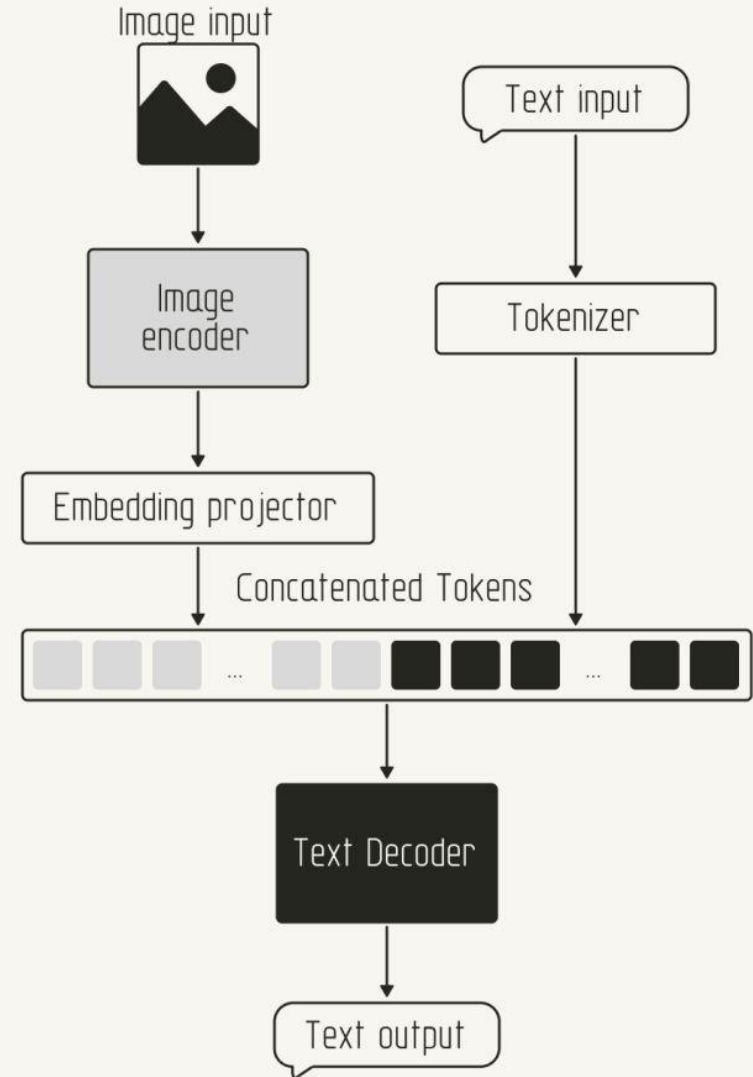 Image input
Text input
Image
encoder
Tokenizer
Embedding projector
Concatenated Tokens
...
...
Text Decoder
Text output